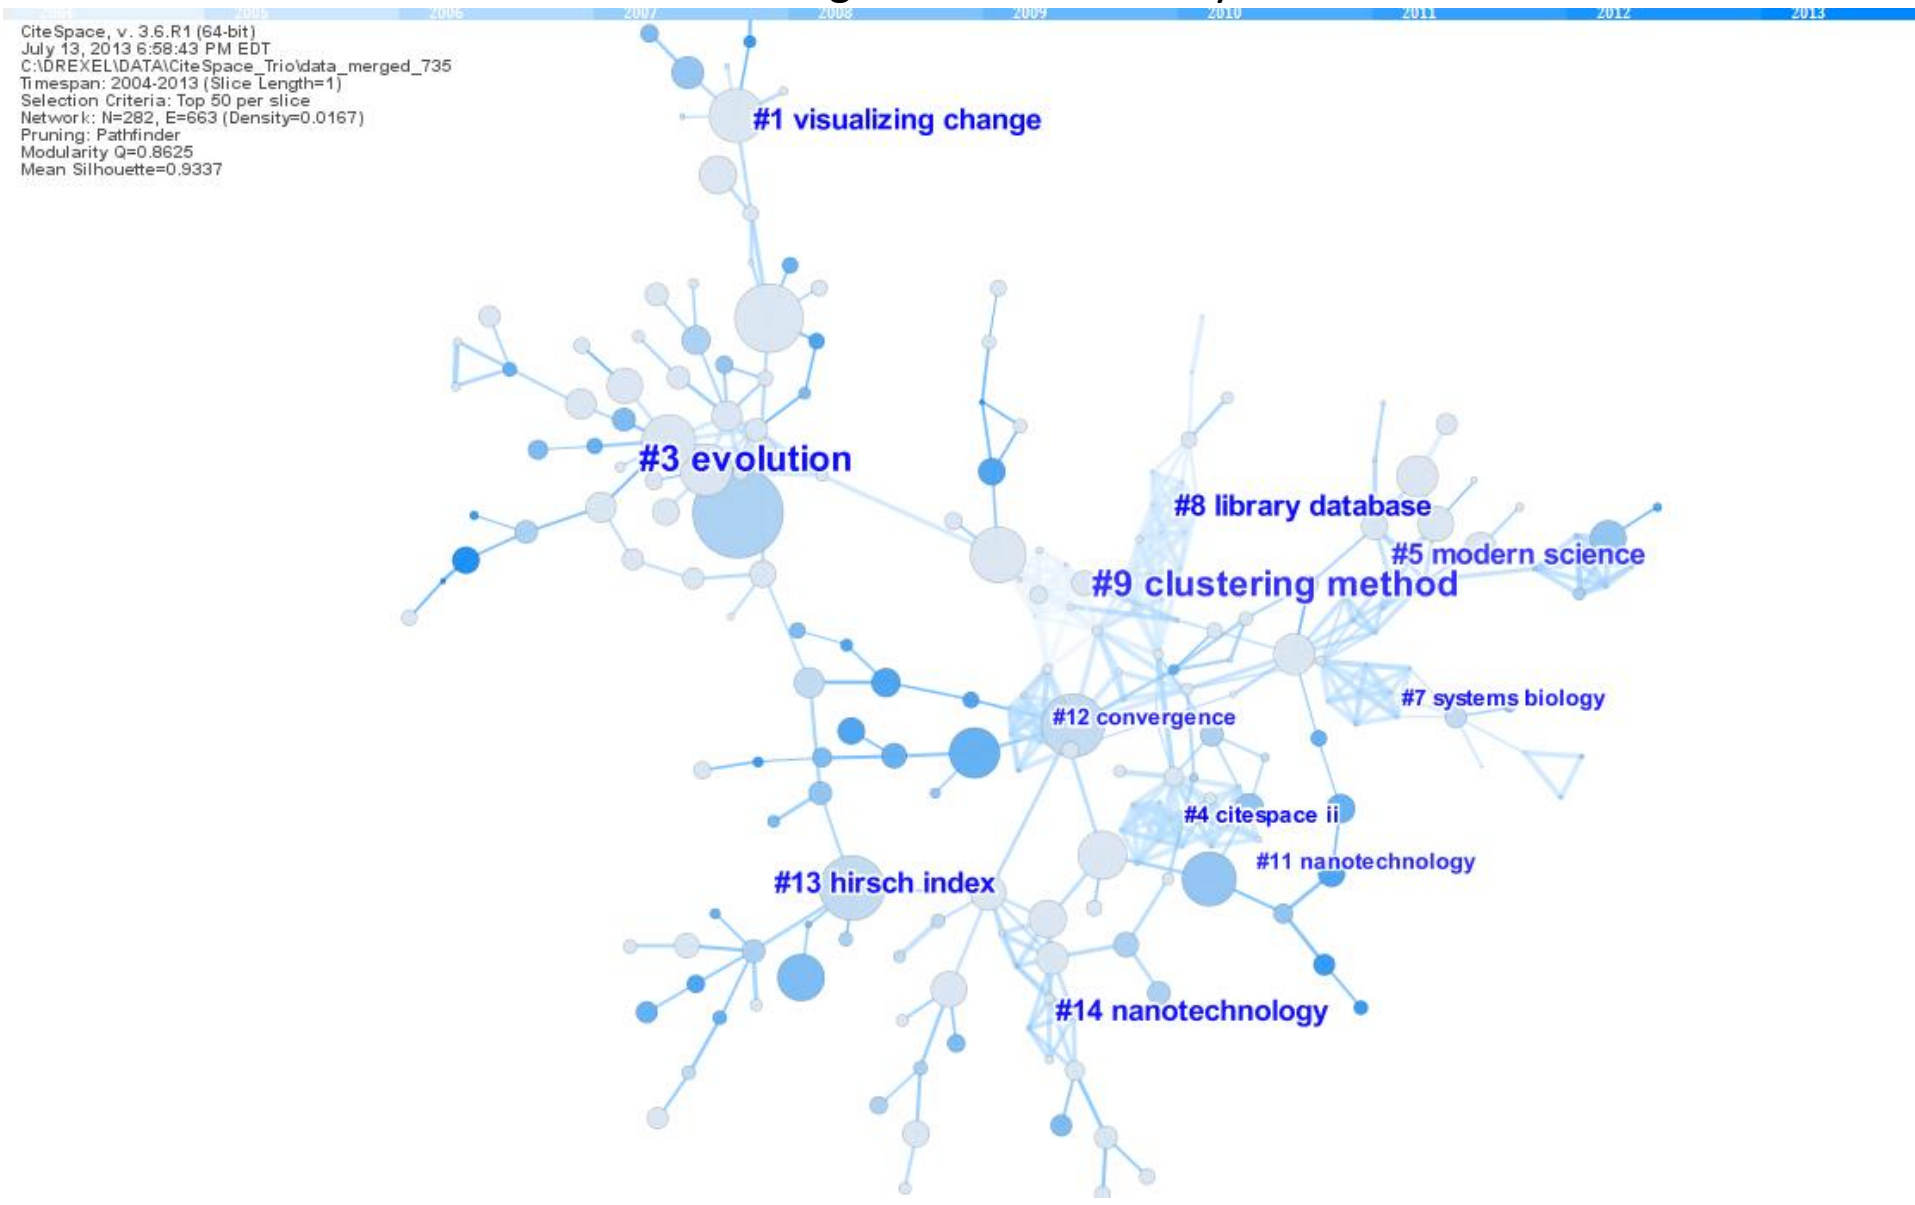 2004 2005 2006 2007 2008 2009 2010 2011 2012 2013
CiteSpace, v. 3.6.R1 (64-bit)
July 13, 2013 6:58:43 PM EDT
C:\DREXEL\DATA\CiteSpace_Trio\data_merged_735
Timespan: 2004-2013 (Slice Length=1)
Selection Criteria: Top 50 per slice
Network: N=282, E=663 (Density=0.0167)
Pruning: Pathfinder
Modularity Q=0.8625
Mean Silhouette=0.9337
#1 visualizing change
#3 evolution
#8 library database
#5 modern science
#9 clustering method
#7 systems biology
#12 convergence
#4 citespace ii
#11 nanotechnology
#13 hirsch index
#14 nanotechnology